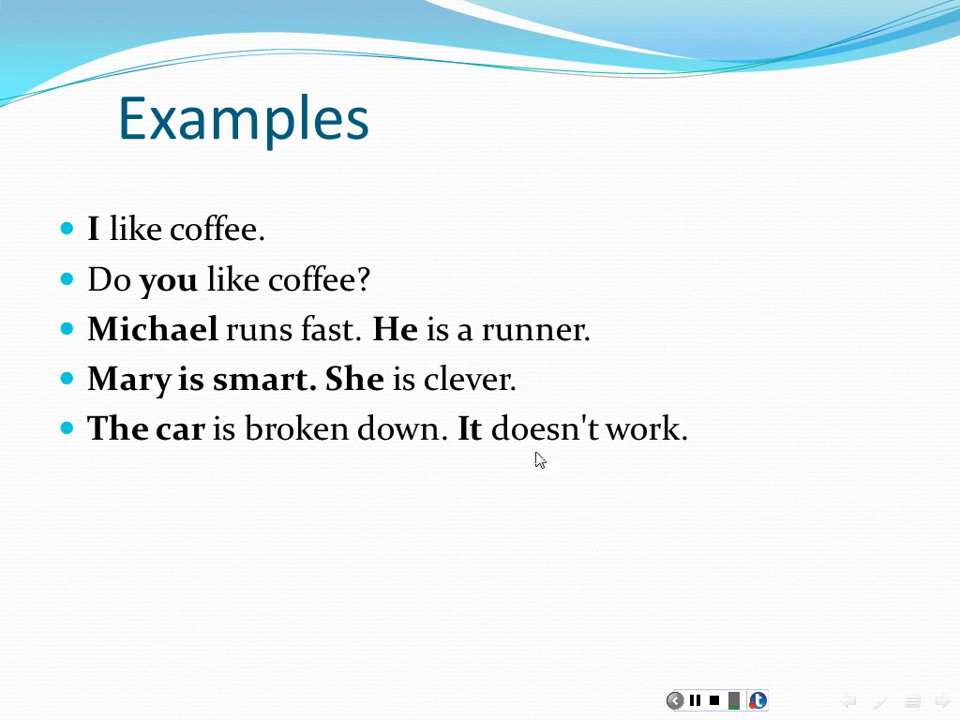 Examples
I like coffee.
Do you like coffee?
Michael runs fast. He is a runner.
Mary is smart. She is clever.
The car is broken down. It doesn't work.